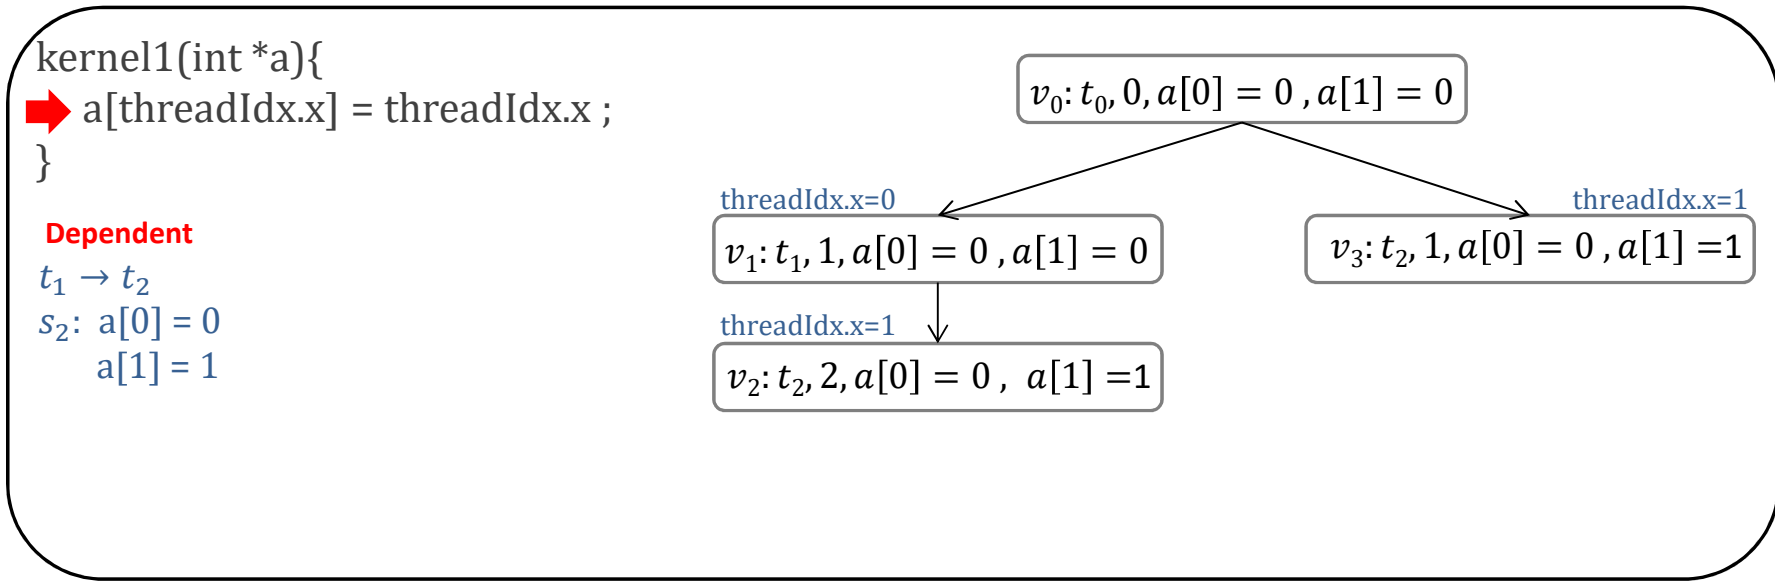 kernel1(int *a){
a[threadIdx.x] = threadIdx.x ;
}
Dependent
t₁ → t₂
s₂: a[0] = 0
a[1] = 1
v₀: t₀, 0, a[0] = 0 , a[1] = 0
threadIdx.x=0
threadIdx.x=1
v₁: t₁, 1, a[0] = 0 , a[1] = 0
v₃: t₂, 1, a[0] = 0 , a[1] =1
threadIdx.x=1
v₂: t₂, 2, a[0] = 0 , a[1] =1